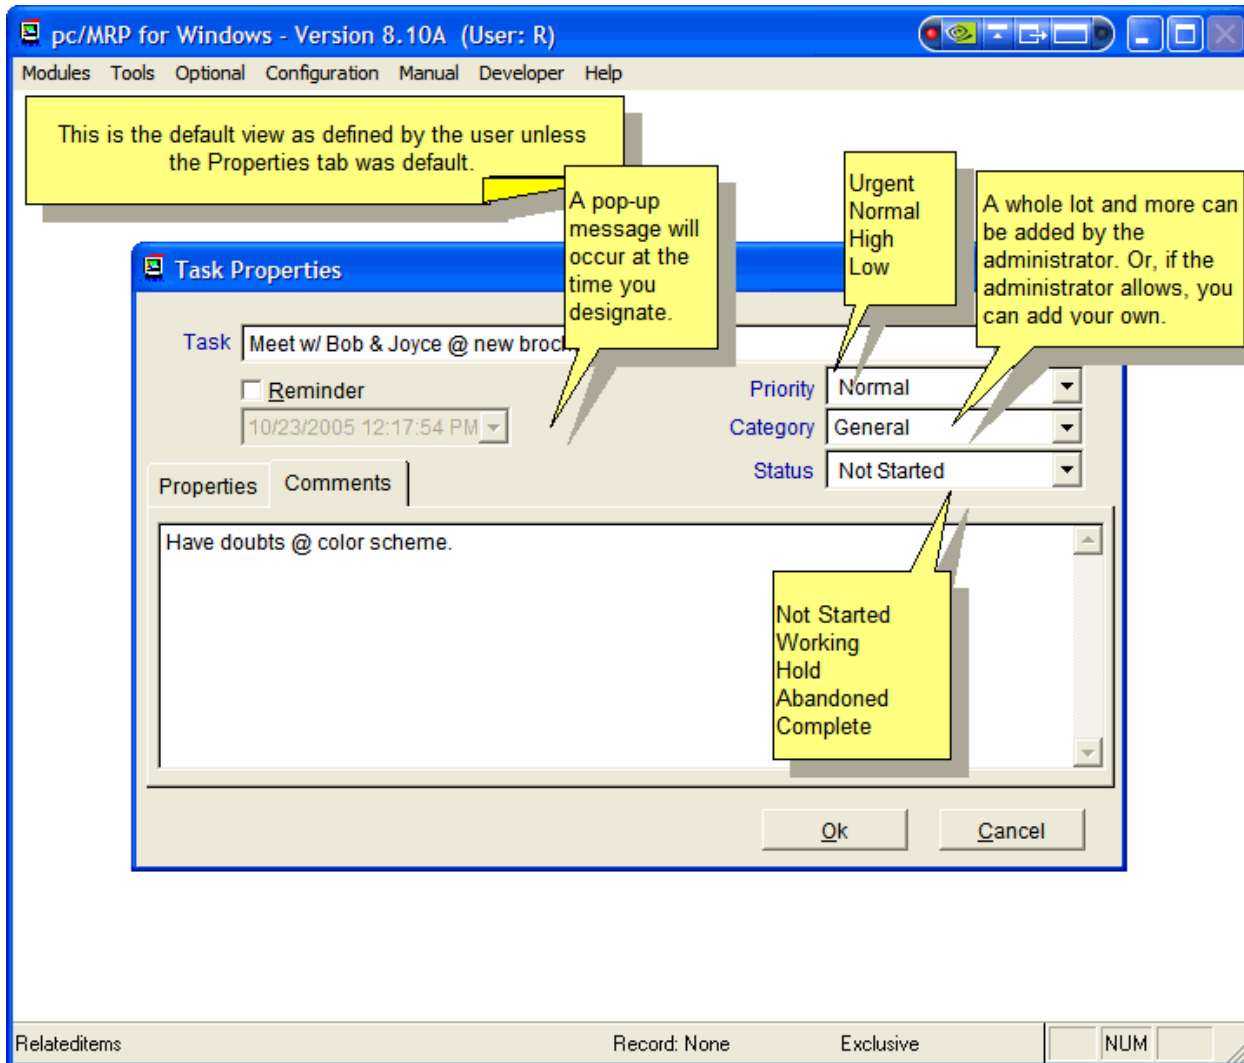 pc/MRP for Windows - Version 8.10A (User: R)
Modules Tools Optional Configuration Manual Developer Help
This is the default view as defined by the user unless
the Properties tab was default.
A pop-up
message will
occur at the
time you
designate.
Urgent
Normal
High
Low
A whole lot and more can
be added by the
administrator. Or, if the
administrator allows, you
can add your own.
Task Properties
Task Meet w/ Bob & Joyce @ new
Reminder
10/23/2005 12:17:54 PM
Priority Normal
Category General
Status Not Started
Properties Comments
Have doubts @ color scheme.
Not Started
Working
Hold
Abandoned
Complete
Ok Cancel
Relateditems Record: None Exclusive NUM